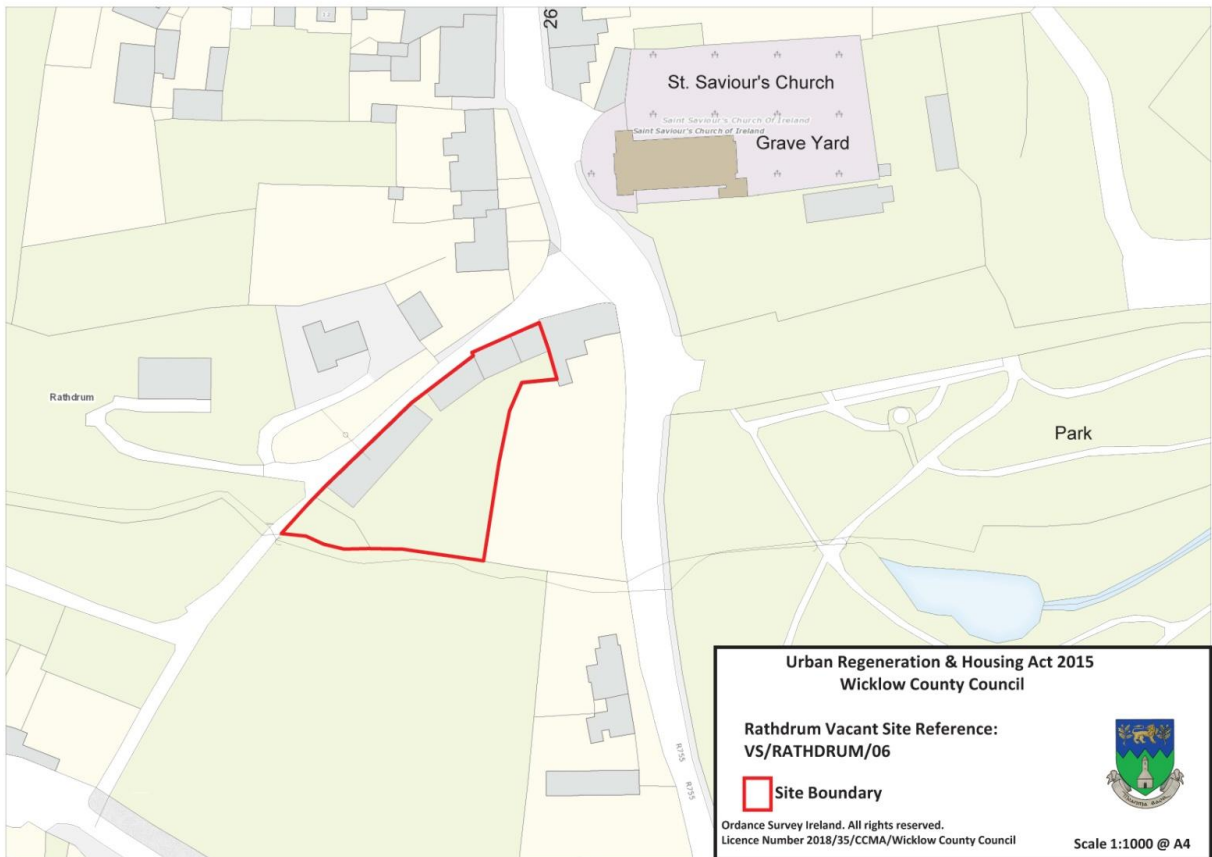 26
St. Saviour's Church
Saint Saviour's Church Of Ireland
Saint Saviour's Church of Ireland
Grave Yard
Rathdrum
Park
R755
R755
Urban Regeneration & Housing Act 2015
Wicklow County Council
Rathdrum Vacant Site Reference:
VS/RATHDRUM/06
Site Boundary
Ordance Survey Ireland. All rights reserved.
Licence Number 2018/35/CCMA/Wicklow County Council
Scale 1:1000 @ A4